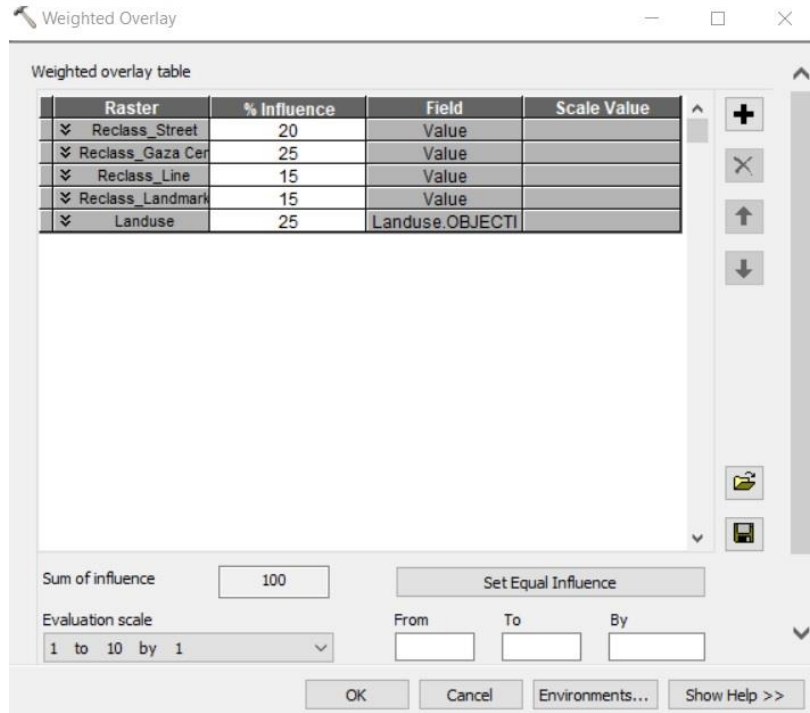 Weighted Overlay
Weighted overlay table
Raster % Influence Field Scale Value
Reclass_Street 20 Value
Reclass_Gaza Cer 25 Value
Reclass_Line 15 Value
Reclass_Landmark 15 Value
Landuse 25 Landuse.OBJECTI
Sum of influence 100 Set Equal Influence
Evaluation scale From To By
1 to 10 by 1
OK Cancel Environments... Show Help >>